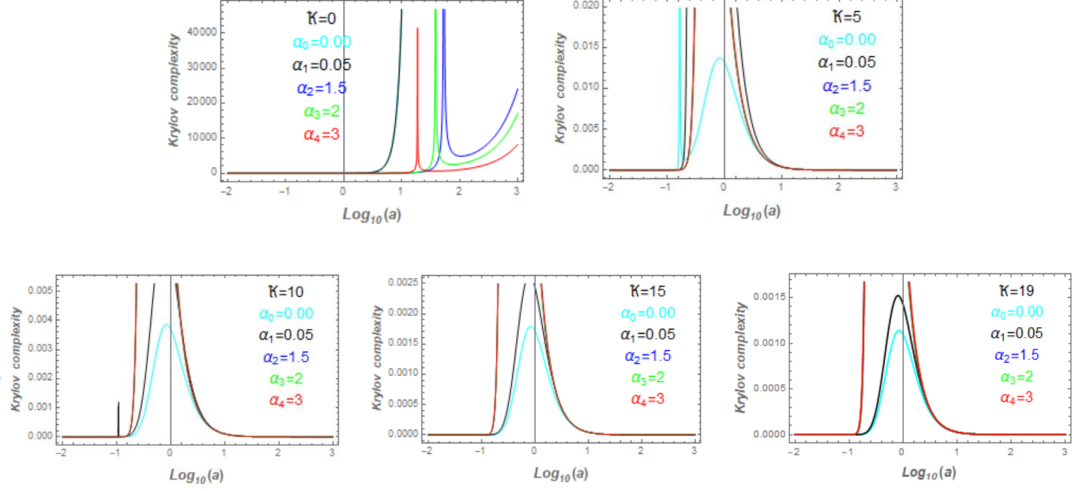 Ҡ=0
α0=0.00
α1=0.05
α2=1.5
α3=2
α4=3
Krylov complexity
40000
30000
20000
10000
0
-2 -1 0 1 2 3
Log10(a)
Ҡ=5
α0=0.00
α1=0.05
α2=1.5
α3=2
α4=3
Krylov complexity
0.020
0.015
0.010
0.005
0.000
-2 -1 0 1 2 3
Log10(a)
Ҡ=10
α0=0.00
α1=0.05
α2=1.5
α3=2
α4=3
Krylov complexity
0.005
0.004
0.003
0.002
0.001
0.000
-2 -1 0 1 2 3
Log10(a)
Ҡ=15
α0=0.00
α1=0.05
α2=1.5
α3=2
α4=3
Krylov complexity
0.0025
0.0020
0.0015
0.0010
0.0005
0.0000
-2 -1 0 1 2 3
Log10(a)
Ҡ=19
α0=0.00
α1=0.05
α2=1.5
α3=2
α4=3
Krylov complexity
0.0015
0.0010
0.0005
0.0000
-2 -1 0 1 2 3
Log10(a)